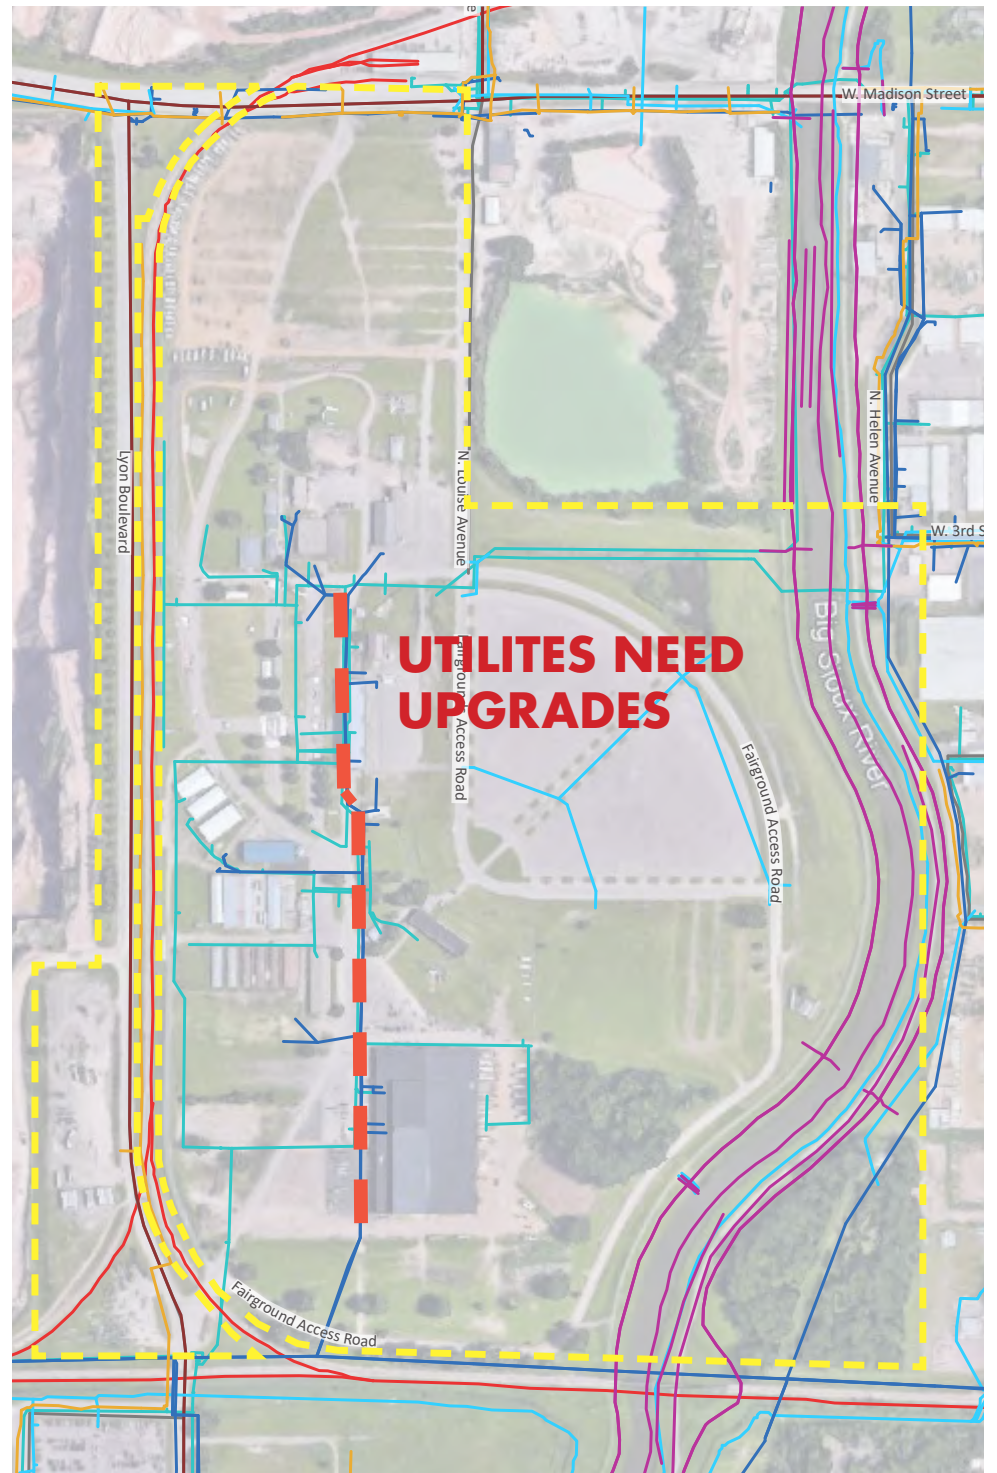 e
W. Madison Street
Lyon Boulevard
N. Louise Avenue
N. Helen Avenue
W. 3rd S
UTILITES NEED
UPGRADES
Fairgrounds Access Road
Big Sioux River
Fairground Access Road
Fairground Access Road